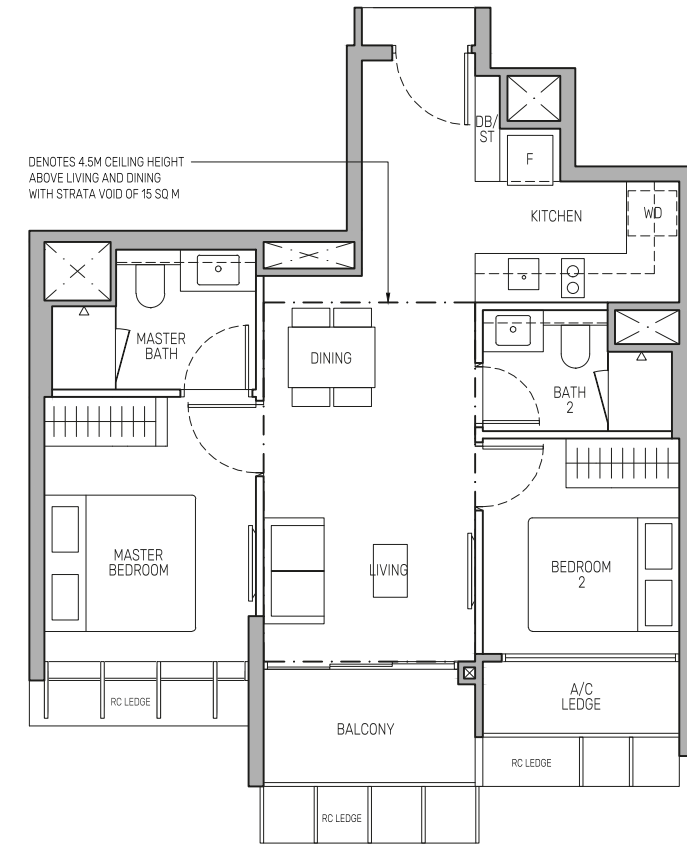 DB/
ST
F
DENOTES 4.5M CEILING HEIGHT
ABOVE LIVING AND DINING
WITH STRATA VOID OF 15 SQ M
KITCHEN
WD
MASTER
BATH
DINING
BATH
2
MASTER
BEDROOM
LIVING
BEDROOM
2
RC LEDGE
A/C
LEDGE
BALCONY
RC LEDGE
RC LEDGE